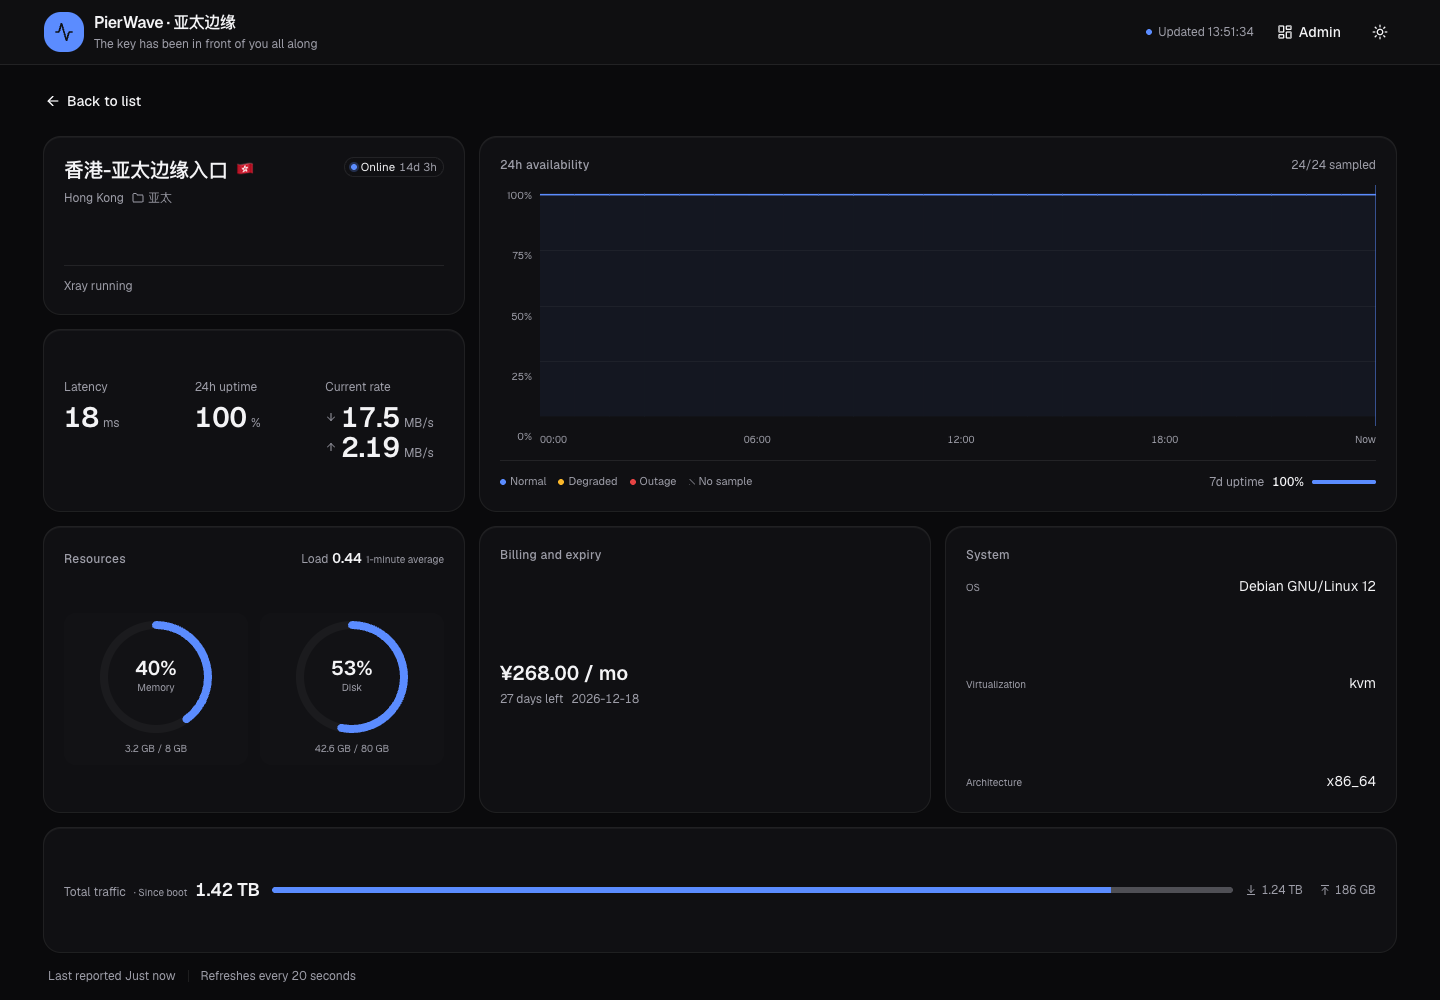 PierWave · 亚太边缘
The key has been in front of you all along
Updated 13:51:34
Admin
Back to list
香港-亚太边缘入口
Online 14d 3h
Hong Kong 亚太
Xray running
24h availability
24/24 sampled
100%
75%
50%
25%
0%
00:00
06:00
12:00
18:00
Now
Normal
Degraded
Outage
No sample
7d uptime 100%
Latency
18 ms
24h uptime
100 %
Current rate
↓ 17.5 MB/s
↑ 2.19 MB/s
Resources
Load 0.44 1-minute average
40%
Memory
3.2 GB / 8 GB
53%
Disk
42.6 GB / 80 GB
Billing and expiry
¥268.00 / mo
27 days left 2026-12-18
System
OS
Debian GNU/Linux 12
Virtualization
kvm
Architecture
x86_64
Total traffic · Since boot 1.42 TB
1.24 TB
186 GB
Last reported Just now
Refreshes every 20 seconds